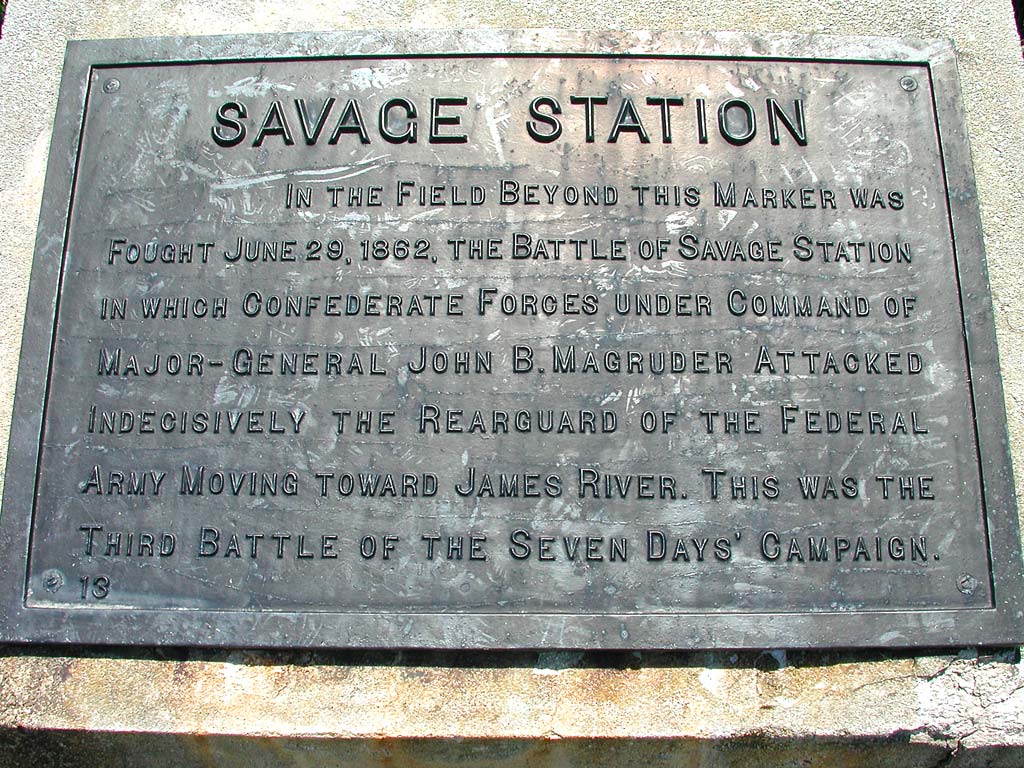 SAVAGE STATION
IN THE FIELD BEYOND THIS MARKER WAS
FOUGHT JUNE 29, 1862, THE BATTLE OF SAVAGE STATION
IN WHICH CONFEDERATE FORCES UNDER COMMAND OF
MAJOR-GENERAL JOHN B. MAGRUDER ATTACKED
INDECISIVELY THE REARGUARD OF THE FEDERAL
ARMY MOVING TOWARD JAMES RIVER. THIS WAS THE
THIRD BATTLE OF THE SEVEN DAYS' CAMPAIGN.
13